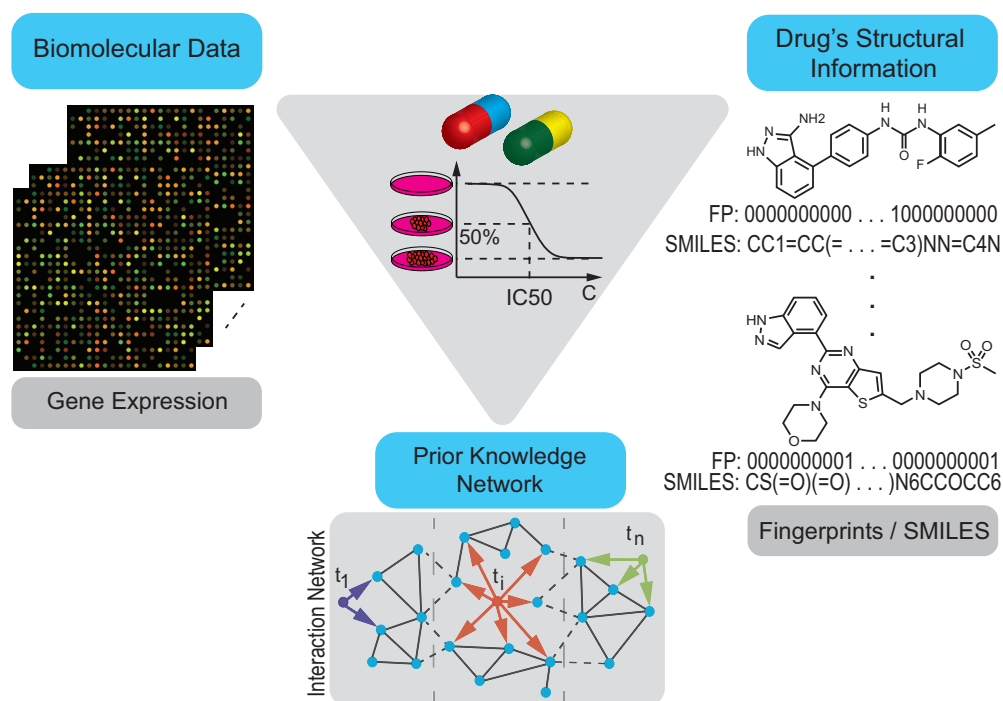 Biomolecular Data
Gene Expression
50%
IC50
C
Drug's Structural
Information
NH2
N
HN
H
N
H
N
O
F
FP: 0000000000 . . . 1000000000
SMILES: CC1=CC(= . . . =C3)NN=C4N
.
.
.
HN
N
N
N
S
N
O
N
N
S
O
O
FP: 0000000001 . . . 0000000001
SMILES: CS(=O)(=O) . . . .)N6CCOCC6
Fingerprints / SMILES
Prior Knowledge
Network
Interaction Network
t1
ti
tn